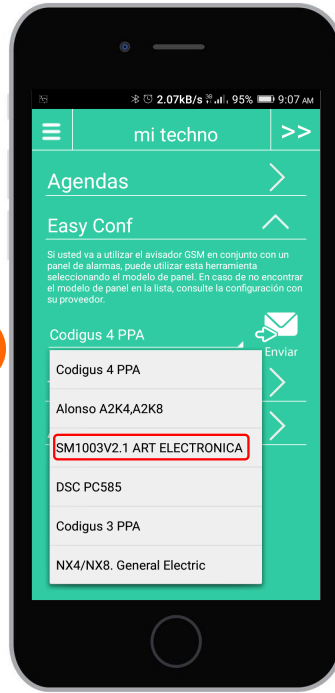 2.07kB/s 3G 95% 9:07 AM
mi techno >>
Agendas
Easy Conf
Si usted va a utilizar el avisador GSM en conjunto con un
panel de alarmas, puede utilizar esta herramienta
seleccionando el modelo de panel. En caso de no encontrar
el modelo de panel en la lista, consulte la configuración con
su proveedor.
Codigus 4 PPA
Enviar
Codigus 4 PPA
Alonso A2K4,A2K8
SM1003V2.1 ART ELECTRONICA
DSC PC585
Codigus 3 PPA
NX4/NX8. General Electric